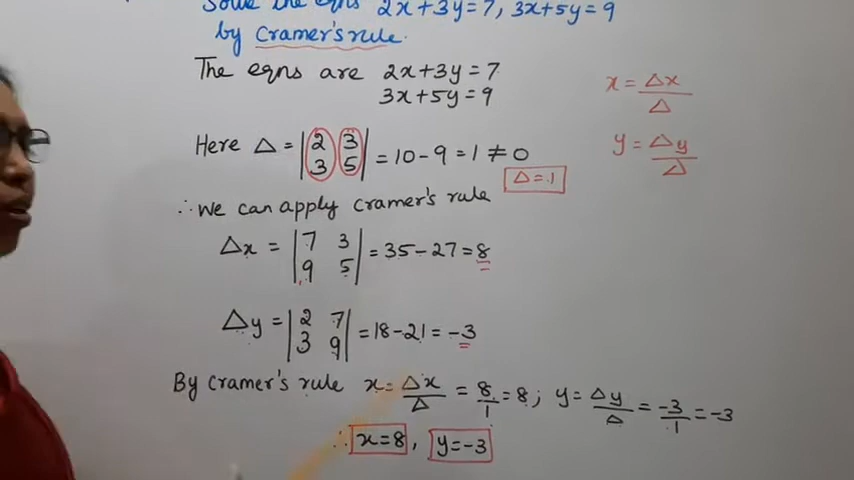 Solve the eqns 2x+3y=7, 3x+5y=9
by Cramer's rule.
The eqns are 2x+3y=7
3x+5y=9
x = Δx/Δ
y = Δy/Δ
Here Δ = |2 3; 3 5| = 10-9 = 1 ≠ 0
Δ=1
∴ We can apply Cramer's rule
Δx = |7 3; 9 5| = 35-27 = 8
Δy = |2 7; 3 9| = 18-21 = -3
By Cramer's rule x = Δx/Δ = 8/1 = 8; y = Δy/Δ = -3/1 = -3
∴ x=8, y=-3